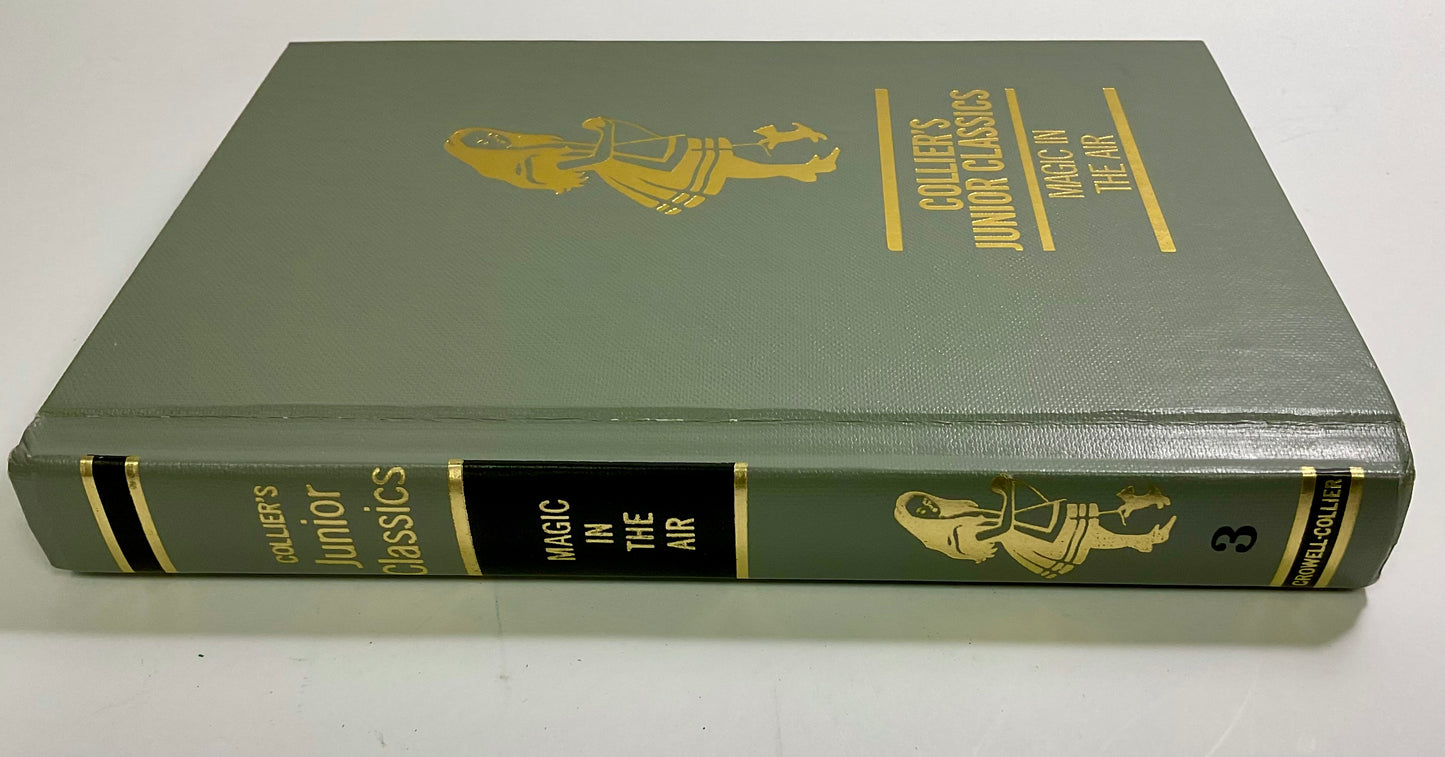 COLLIER'S
JUNIOR CLASSICS
MAGIC IN
THE AIR
COLLIER'S
Junior
Classics
MAGIC
IN
THE
AIR
3
CROWELL-COLLIER